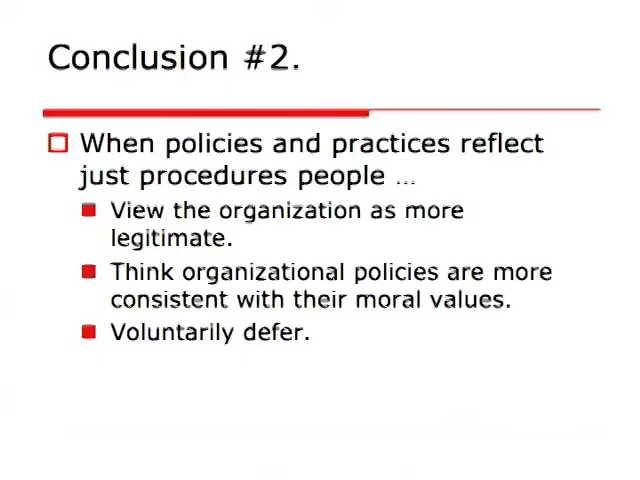 Conclusion #2.
When policies and practices reflect
just procedures people ...
View the organization as more
legitimate.
Think organizational policies are more
consistent with their moral values.
Voluntarily defer.